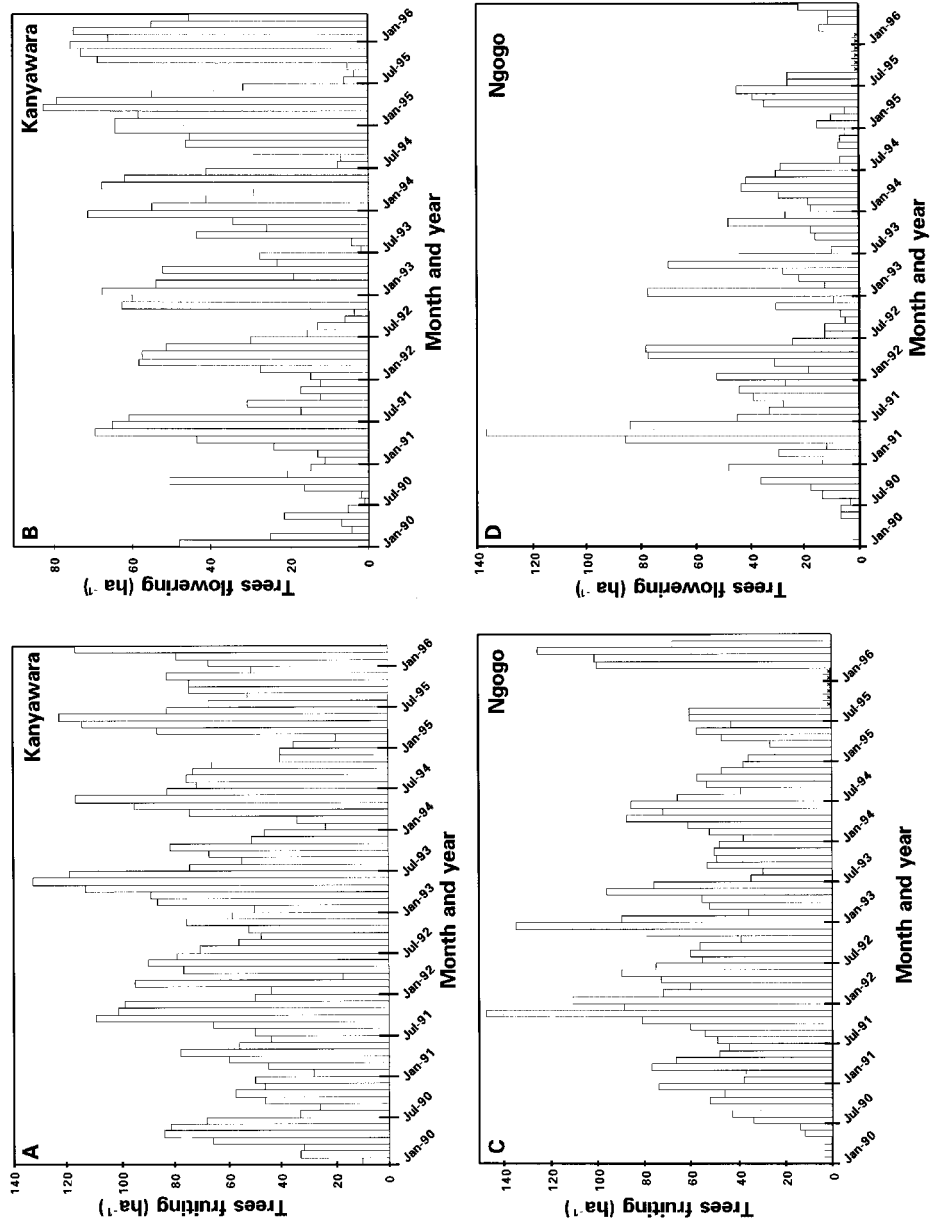 A
Kanyawara
Trees fruiting (ha⁻¹)
140
120
100
80
60
40
20
0
Jan-90
Jul-90
Jan-91
Jul-91
Jan-92
Jul-92
Jan-93
Jul-93
Jan-94
Jul-94
Jan-95
Jul-95
Jan-96
Month and year
B
Kanyawara
Trees flowering (ha⁻¹)
80
60
40
20
0
Jan-90
Jul-90
Jan-91
Jul-91
Jan-92
Jul-92
Jan-93
Jul-93
Jan-94
Jul-94
Jan-95
Jul-95
Jan-96
Month and year
C
Ngogo
Trees fruiting (ha⁻¹)
140
120
100
80
60
40
20
0
Jan-90
Jul-90
Jan-91
Jul-91
Jan-92
Jul-92
Jan-93
Jul-93
Jan-94
Jul-94
Jan-95
Jul-95
Jan-96
Month and year
D
Ngogo
Trees flowering (ha⁻¹)
140
120
100
80
60
40
20
0
Jan-90
Jul-90
Jan-91
Jul-91
Jan-92
Jul-92
Jan-93
Jul-93
Jan-94
Jul-94
Jan-95
Jul-95
Jan-96
Month and year